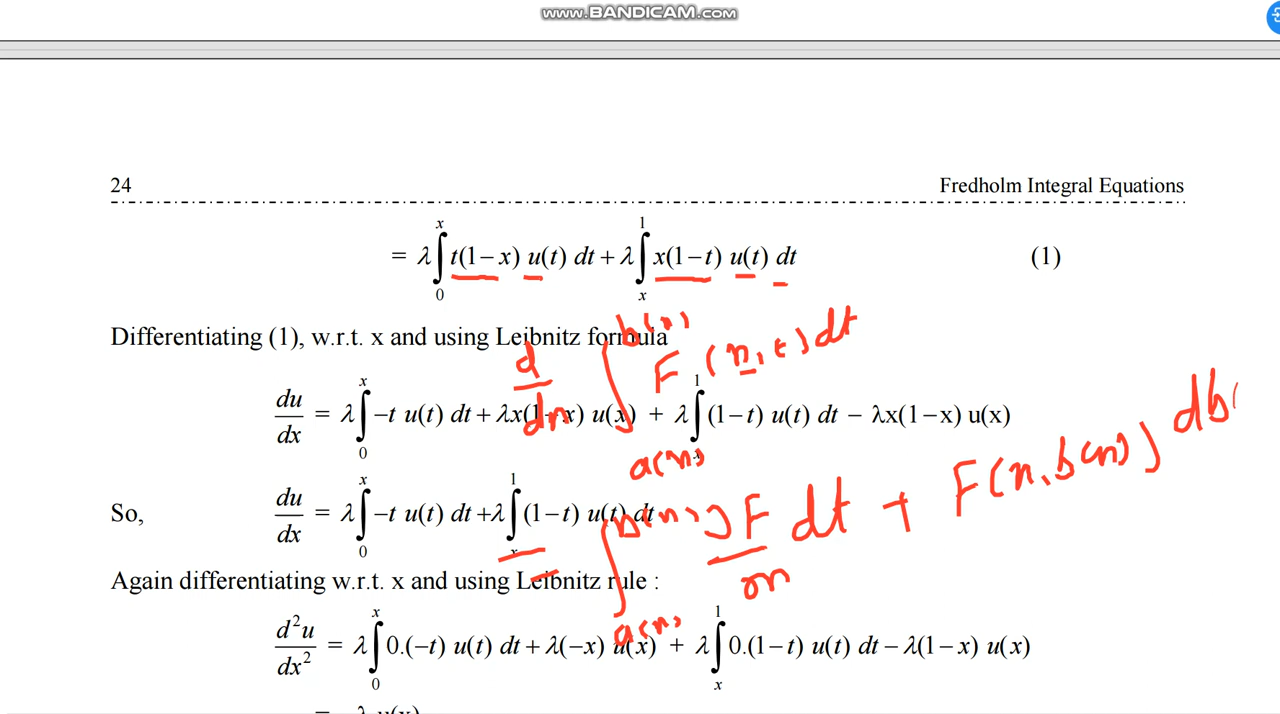 www.BANDICAM.com
24 Fredholm Integral Equations
= λ ∫₀ˣ t(1 − x) u(t) dt + λ ∫ₓ¹ x(1 − t) u(t) dt (1)
Differentiating (1), w.r.t. x and using Leibnitz formula
d/dx ∫_{a(x)}^{b(x)} F(x, t) dt
du/dx = λ ∫₀ˣ −t u(t) dt + λx(1 − x) u(x) + λ ∫ₓ¹ (1 − t) u(t) dt − λx(1 − x) u(x)
So, du/dx = λ ∫₀ˣ −t u(t) dt +λ ∫ₓ¹ (1 − t) u(t) dt
∫_{a(x)}^{b(x)} ∂F/∂x dt + F(x, b(x)) db(
Again differentiating w.r.t. x and using Leibnitz rule :
d²u/dx² = λ ∫₀ˣ 0.(−t) u(t) dt + λ(−x) u(x) + λ ∫ₓ¹ 0.(1 − t) u(t) dt − λ(1 − x) u(x)